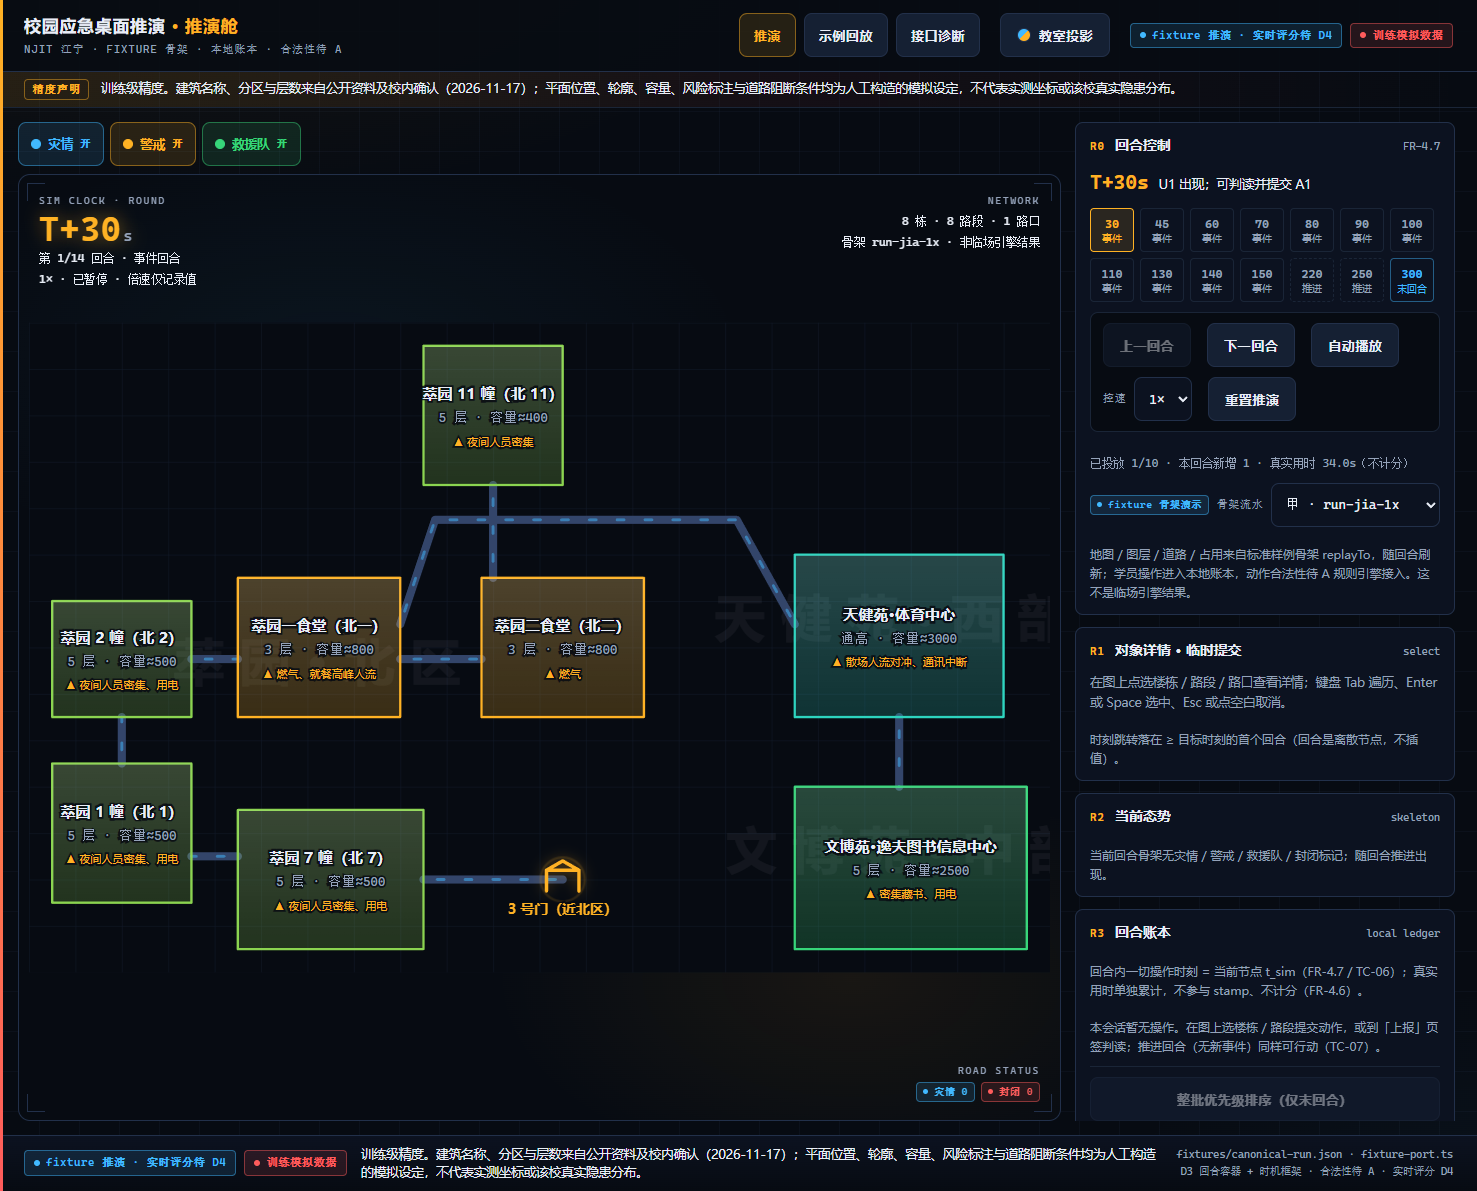 校园应急桌面推演 · 推演舱
NJIT 江宁 · FIXTURE 骨架 · 本地账本 · 合法性待 A
推演
示例回放
接口诊断
教室投影
fixture 推演 · 实时评分待 D4
训练模拟数据
精度声明
训练级精度。建筑名称、分区与层数来自公开资料及校内确认（2026-11-17）；平面位置、轮廓、容量、风险标注与道路阻断条件均为人工构造的模拟设定，不代表实测坐标或该校真实隐患分布。
灾情 开
警戒 开
救援队 开
SIM CLOCK · ROUND
T+30s
第 1/14 回合 · 事件回合
1× · 已暂停 · 倍速仅记录值
NETWORK
8 栋 · 8 路段 · 1 路口
骨架 run-jia-1x · 非临场引擎结果
萃园 11 幢（北 11）
5 层 · 容量≈400
▲ 夜间人员密集
萃园 2 幢（北 2）
5 层 · 容量≈500
▲ 夜间人员密集、用电
萃园一食堂（北一）
3 层 · 容量≈800
▲ 燃气、就餐高峰人流
萃园二食堂（北二）
3 层 · 容量≈800
▲ 燃气
天健苑·体育中心
通高 · 容量≈3000
▲ 散场人流对冲、通讯中断
萃园 1 幢（北 1）
5 层 · 容量≈500
▲ 夜间人员密集、用电
萃园 7 幢（北 7）
5 层 · 容量≈500
▲ 夜间人员密集、用电
3 号门（近北区）
文博苑·逸夫图书信息中心
5 层 · 容量≈2500
▲ 密集藏书、用电
ROAD STATUS
灾情 0
封闭 0
R0 回合控制
FR-4.7
T+30s U1 出现；可判读并提交 A1
30 事件
45 事件
60 事件
70 事件
80 事件
90 事件
100 事件
110 事件
130 事件
140 事件
150 事件
220 推进
250 推进
300 末回合
上一回合
下一回合
自动播放
控速
1×
重置推演
已投放 1/10 · 本回合新增 1 · 真实用时 34.0s（不计分）
fixture 骨架演示
骨架流水
甲 · run-jia-1x
地图 / 图层 / 道路 / 占用来自标准样例骨架 replayTo，随回合刷
新；学员操作进入本地账本，动作合法性待 A 规则引擎接入。这
不是临场引擎结果。
R1 对象详情 · 临时提交
select
在图上点选楼栋 / 路段 / 路口查看详情；键盘 Tab 遍历、Enter
或 Space 选中、Esc 或点空白取消。
时刻跳转落在 ≥ 目标时刻的首个回合（回合是离散节点，不插
值）。
R2 当前态势
skeleton
当前回合骨架无灾情 / 警戒 / 救援队 / 封闭标记；随回合推进出
现。
R3 回合账本
local ledger
回合内一切操作时刻 = 当前节点 t_sim（FR-4.7 / TC-06）；真实
用时单独累计，不参与 stamp、不计分（FR-4.6）。
本会话暂无操作。在图上选楼栋 / 路段提交动作，或到「上报」页
签判读；推进回合（无新事件）同样可行动（TC-07）。
整批优先级排序（仅末回合）
fixture 推演 · 实时评分待 D4
训练模拟数据
训练级精度。建筑名称、分区与层数来自公开资料及校内确认（2026-11-17）；平面位置、轮廓、容量、风险标注与道路阻断条件均为人工构造
的模拟设定，不代表实测坐标或该校真实隐患分布。
fixtures/canonical-run.json · fixture-port.ts
D3 回合容器 + 时机框架 · 合法性待 A · 实时评分 D4